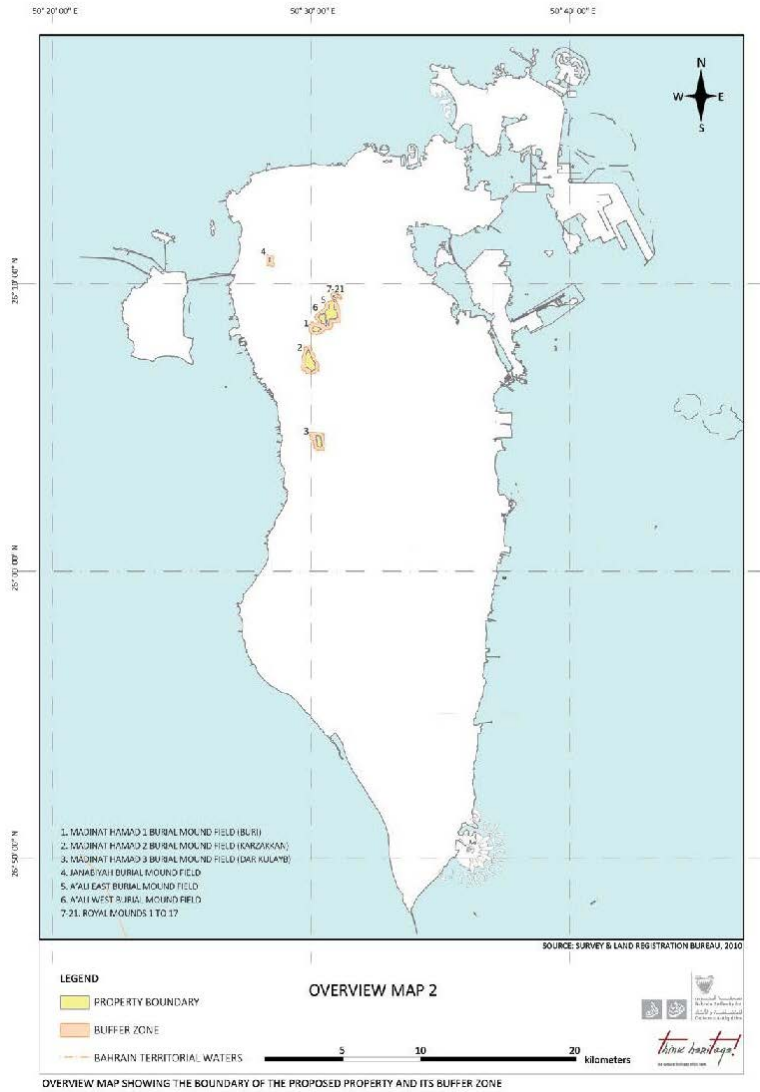 50° 20' 00" E
50° 30' 00" E
50° 40' 00" E
N
W
E
S
4
26° 10' 00" N
7-21
5
6
1
2
3
1. MADINAT HAMAD 1 BURIAL MOUND FIELD (BURI)
2. MADINAT HAMAD 2 BURIAL MOUND FIELD (KARZAKKAN)
3. MADINAT HAMAD 3 BURIAL MOUND FIELD (DAR KULAYB)
4. JANABIYAH BURIAL MOUND FIELD
5. A'ALI EAST BURIAL MOUND FIELD
6. A'ALI WEST BURIAL MOUND FIELD
7-21. ROYAL MOUNDS 1 TO 17
SOURCE: SURVEY & LAND REGISTRATION BUREAU, 2010
LEGEND
OVERVIEW MAP 2
PROPERTY BOUNDARY
BUFFER ZONE
BAHRAIN TERRITORIAL WATERS
5
10
20
kilometers
think heritage!
OVERVIEW MAP SHOWING THE BOUNDARY OF THE PROPOSED PROPERTY AND ITS BUFFER ZONE